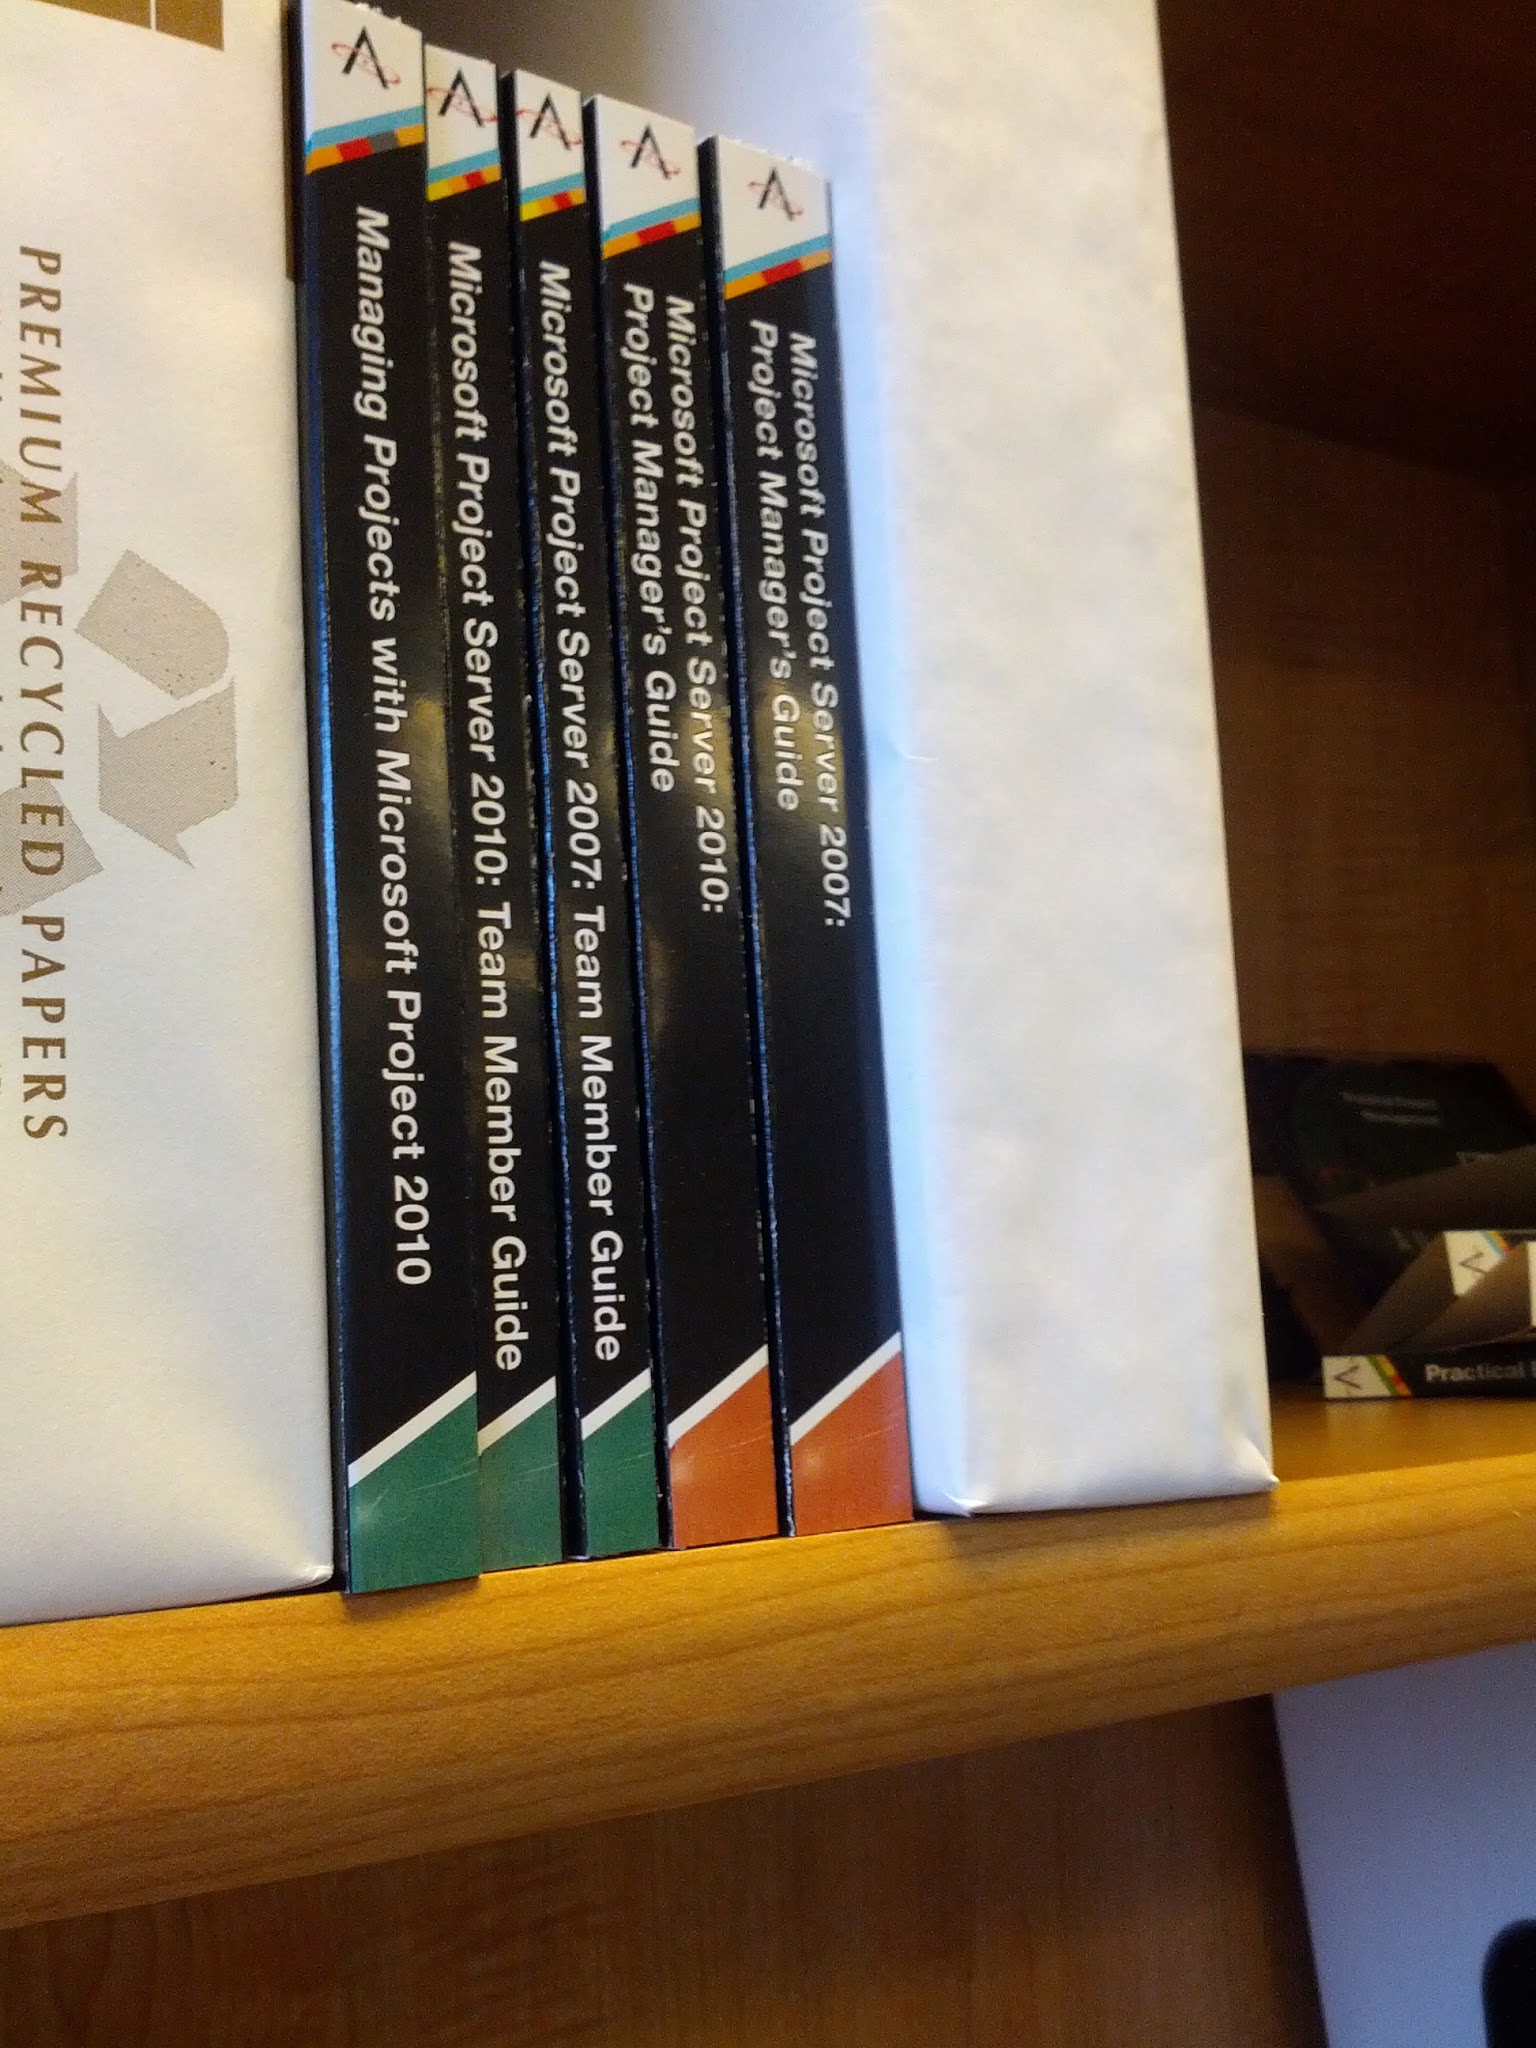 PREMIUM RECYCLED PAPERS
Managing Projects with Microsoft Project 2010
Microsoft Project Server 2010: Team Member Guide
Microsoft Project Server 2007: Team Member Guide
Microsoft Project Server 2010:
Project Manager's Guide
Microsoft Project Server 2007:
Project Manager's Guide
Practical